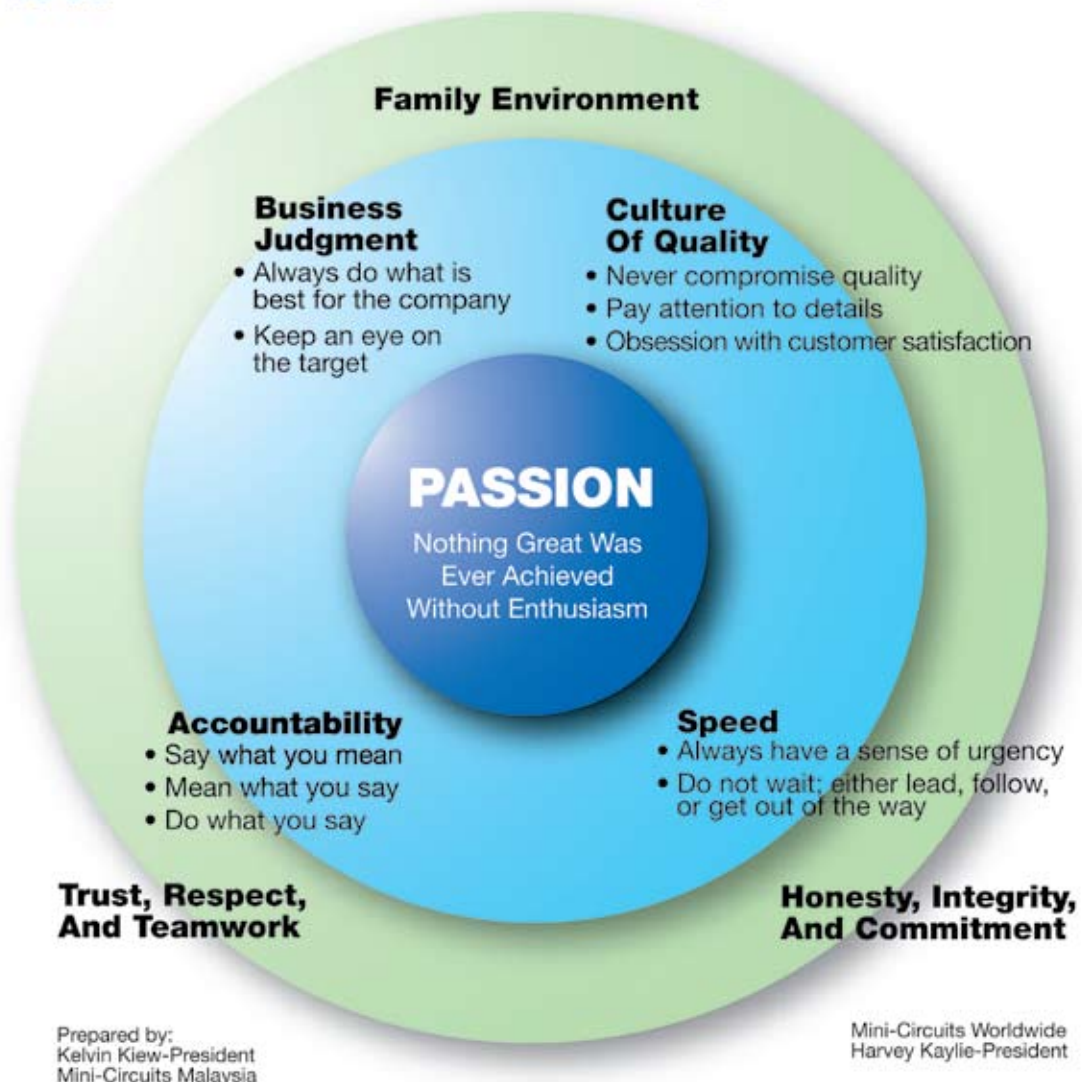 Family Environment
Business
Judgment
• Always do what is
best for the company
• Keep an eye on
the target
Culture
Of Quality
• Never compromise quality
• Pay attention to details
• Obsession with customer satisfaction
PASSION
Nothing Great Was
Ever Achieved
Without Enthusiasm
Accountability
• Say what you mean
• Mean what you say
• Do what you say
Speed
• Always have a sense of urgency
• Do not wait; either lead, follow,
or get out of the way
Trust, Respect,
And Teamwork
Honesty, Integrity,
And Commitment
Prepared by:
Kelvin Kiew-President
Mini-Circuits Malaysia
Mini-Circuits Worldwide
Harvey Kaylie-President